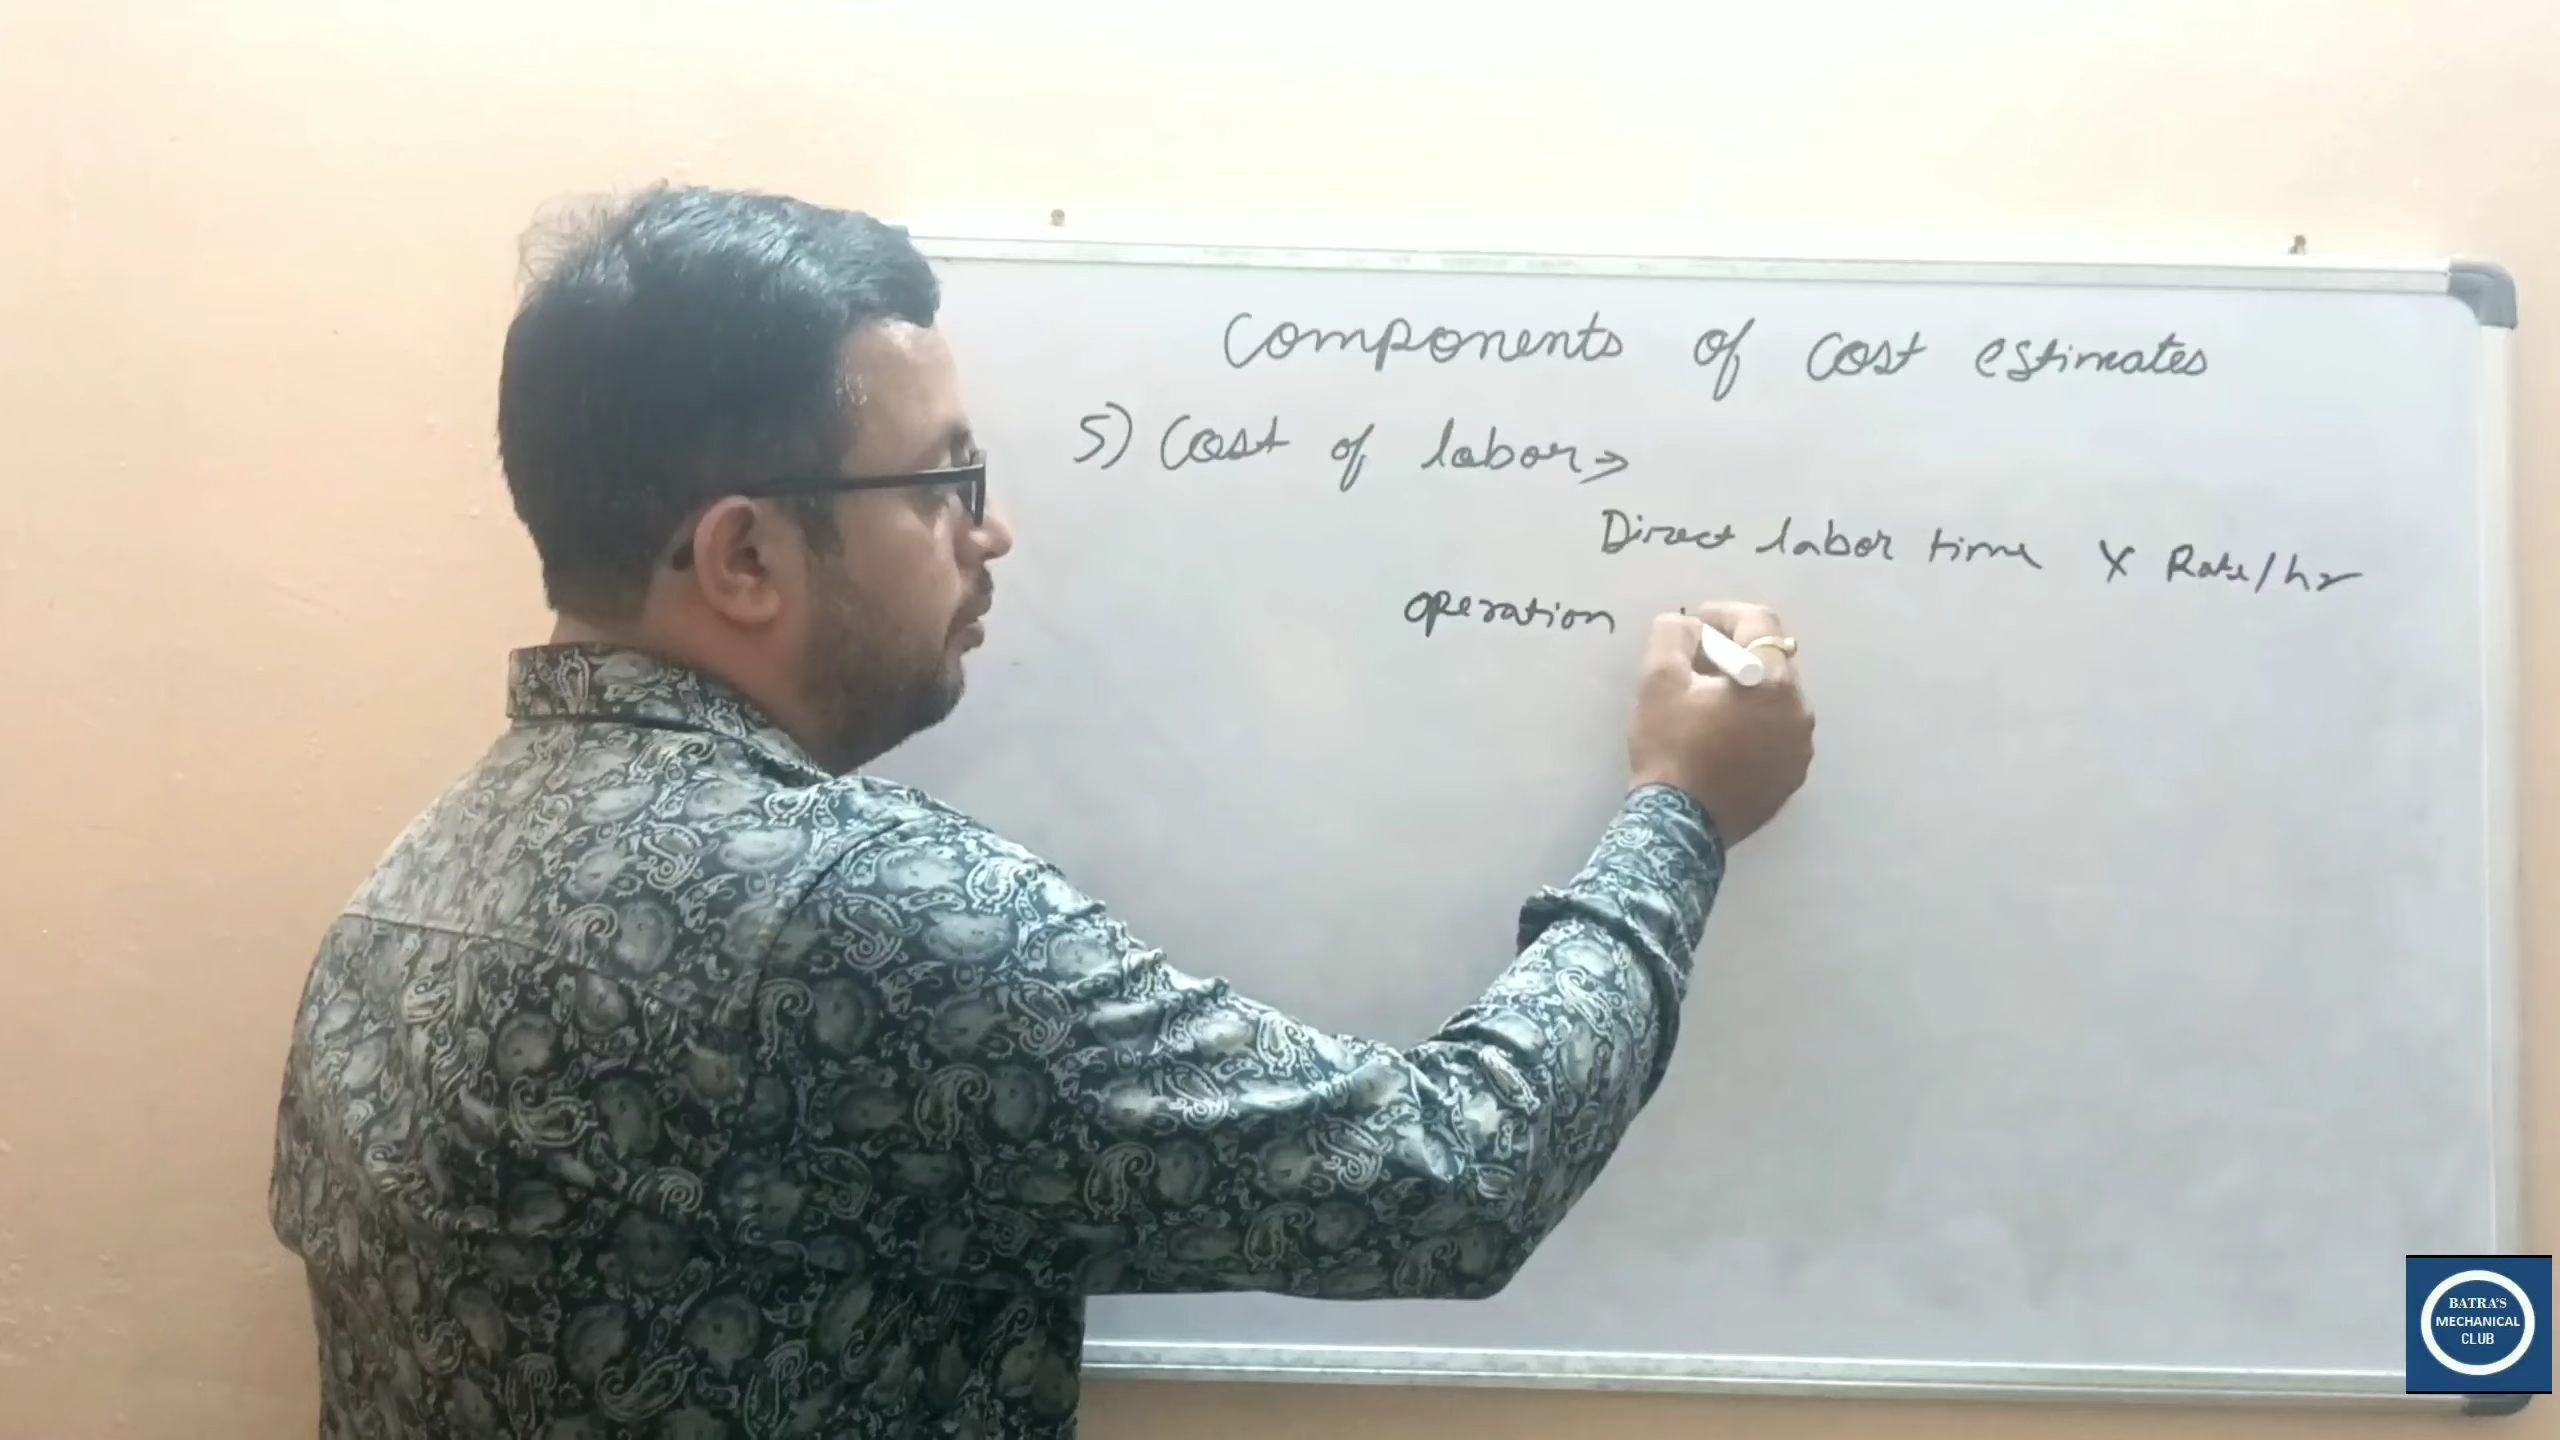 Components of cost estimates
5) Cost of labor →
Direct labor time X Rate/hr
operation
BATRA'S
MECHANICAL
CLUB